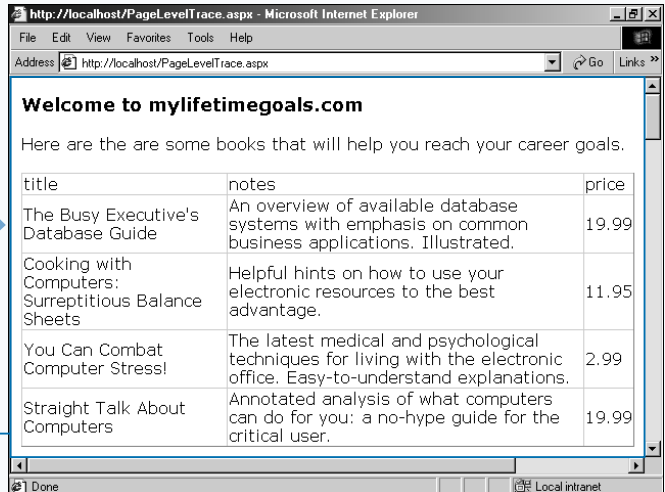 http://localhost/PageLevelTrace.aspx - Microsoft Internet Explorer
File Edit View Favorites Tools Help
Address http://localhost/PageLevelTrace.aspx Go Links »
Welcome to mylifetimegoals.com
Here are the are some books that will help you reach your career goals.
title notes price
The Busy Executive's
Database Guide
An overview of available database
systems with emphasis on common
business applications. Illustrated.
19.99
Cooking with
Computers:
Surreptitious Balance
Sheets
Helpful hints on how to use your
electronic resources to the best
advantage.
11.95
You Can Combat
Computer Stress!
The latest medical and psychological
techniques for living with the electronic
office. Easy-to-understand explanations.
2.99
Straight Talk About
Computers
Annotated analysis of what computers
can do for you: a no-hype guide for the
critical user.
19.99
Done Local intranet